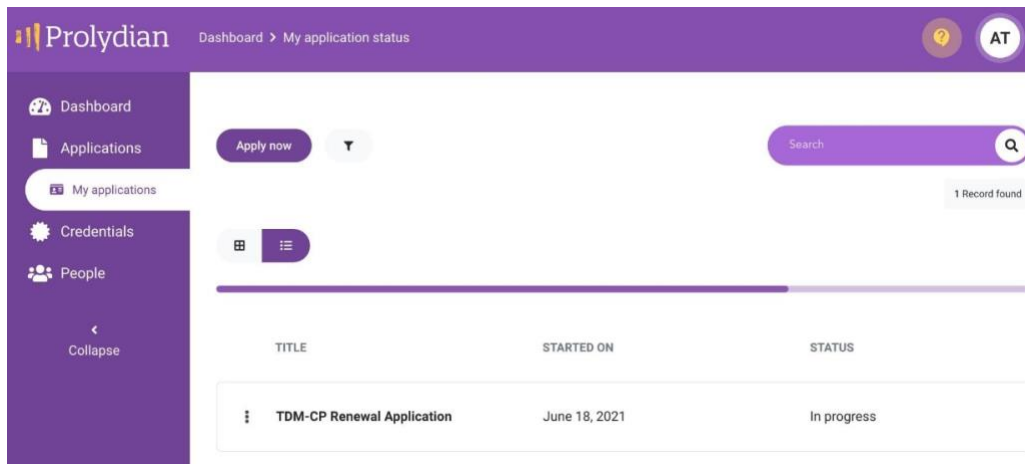 Prolydian
Dashboard > My application status
AT
Dashboard
Applications
My applications
Credentials
People
Collapse
Apply now
Search
1 Record found
TITLE STARTED ON STATUS
TDM-CP Renewal Application June 18, 2021 In progress